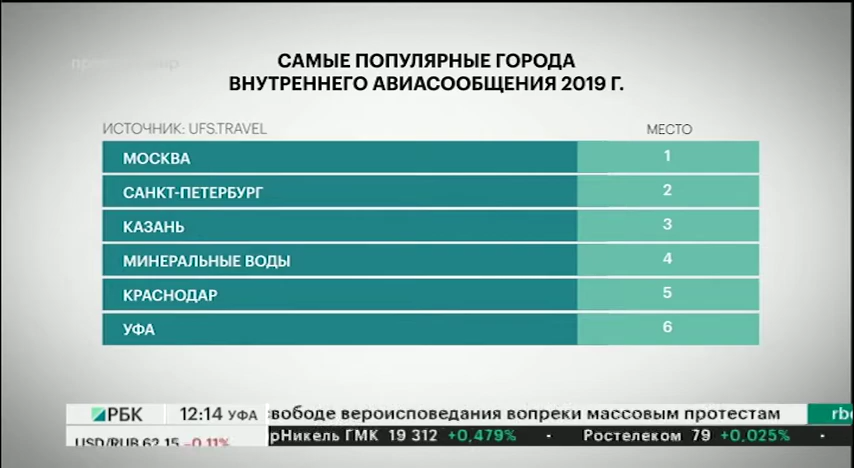 САМЫЕ ПОПУЛЯРНЫЕ ГОРОДА
ВНУТРЕННЕГО АВИАСООБЩЕНИЯ 2019 Г.
ИСТОЧНИК: UFS.TRAVEL МЕСТО
МОСКВА 1
САНКТ-ПЕТЕРБУРГ 2
КАЗАНЬ 3
МИНЕРАЛЬНЫЕ ВОДЫ 4
КРАСНОДАР 5
УФА 6
РБК 12:14 УФА вободе вероисповедания вопреки массовым протестам rb
USD/RUB 62,15 -0,11% рНикель ГМК 19 312 +0,479% · Ростелеком 79 +0,025% ·